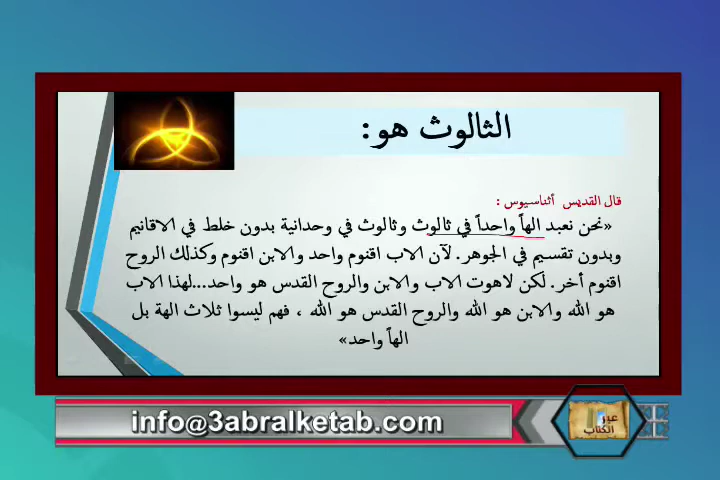 الثالوث هو:
قال القديس أثناسيوس :
«نحن نعبد الهاً واحداً في ثالوث وثالوث في وحدانية بدون خلط في الاقانيم
وبدون تقسيم في الجوهر. لآن الاب اقنوم واحد والابن اقنوم وكذلك الروح
اقنوم أخر. لكن لاهوت الاب والابن والروح القدس هو واحد...لهذا الاب
هو الله والابن هو الله والروح القدس هو الله ، فهم ليسوا ثلاث الهة بل
الهاً واحد»
info@3abralketab.com
عبر
الكتاب